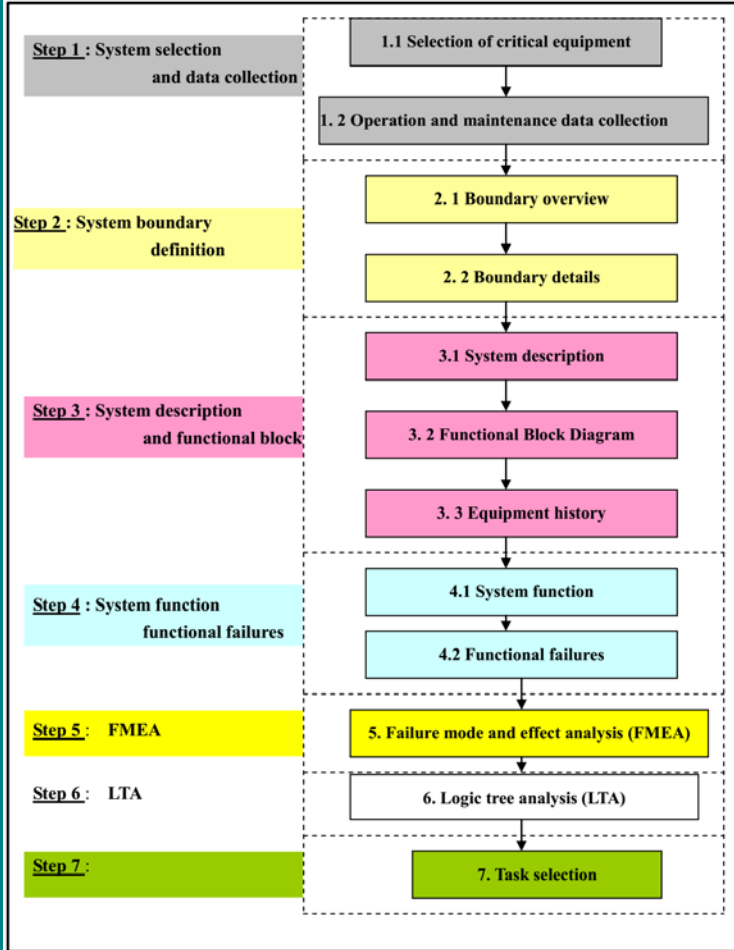 Step 1 : System selection
and data collection
1.1 Selection of critical equipment
1. 2 Operation and maintenance data collection
Step 2 : System boundary
definition
2. 1 Boundary overview
2. 2 Boundary details
Step 3 : System description
and functional block
3.1 System description
3. 2 Functional Block Diagram
3. 3 Equipment history
Step 4 : System function
functional failures
4.1 System function
4.2 Functional failures
Step 5 : FMEA
5. Failure mode and effect analysis (FMEA)
Step 6 : LTA
6. Logic tree analysis (LTA)
Step 7 :
7. Task selection